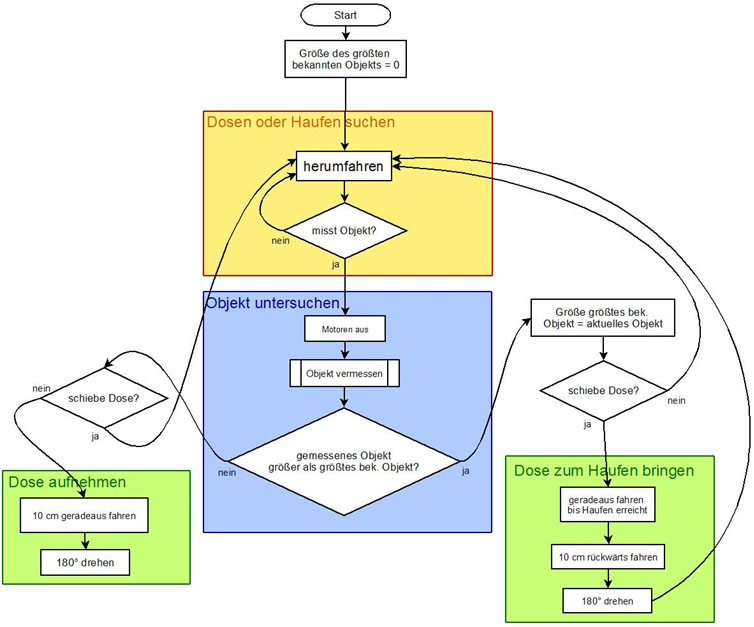 Start
Größe des größten
bekannten Objekts = 0
Dosen oder Haufen suchen
herumfahren
misst Objekt?
nein
ja
Objekt untersuchen
Motoren aus
Objekt vermessen
gemessenes Objekt
größer als größtes bek. Objekt?
nein
ja
nein
schiebe Dose?
ja
Dose aufnehmen
10 cm geradeaus fahren
180° drehen
Größe größtes bek.
Objekt = aktuelles Objekt
schiebe Dose?
nein
ja
Dose zum Haufen bringen
geradeaus fahren
bis Haufen erreicht
10 cm rückwärts fahren
180° drehen